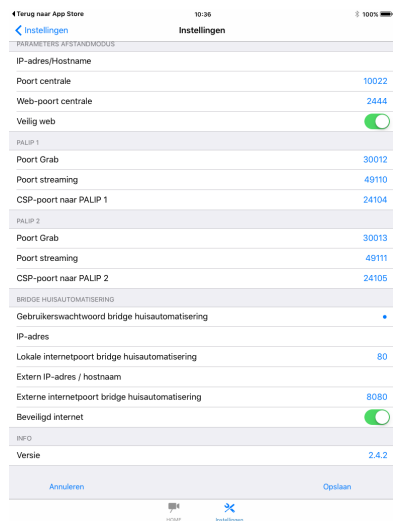 Terug naar App Store 10:36 100%
Instellingen Instellingen
PARAMETERS AFSTANDMODUS
IP-adres/Hostname
Poort centrale 10022
Web-poort centrale 2444
Veilig web
PALIP 1
Poort Grab 30012
Poort streaming 49110
CSP-poort naar PALIP 1 24104
PALIP 2
Poort Grab 30013
Poort streaming 49111
CSP-poort naar PALIP 2 24105
BRIDGE HUISAUTOMATISERING
Gebruikerswachtwoord bridge huisautomatisering •
IP-adres
Lokale internetpoort bridge huisautomatisering 80
Extern IP-adres / hostnaam
Externe internetpoort bridge huisautomatisering 8080
Beveiligd internet
INFO
Versie 2.4.2
Annuleren Opslaan
HOME Instellingen